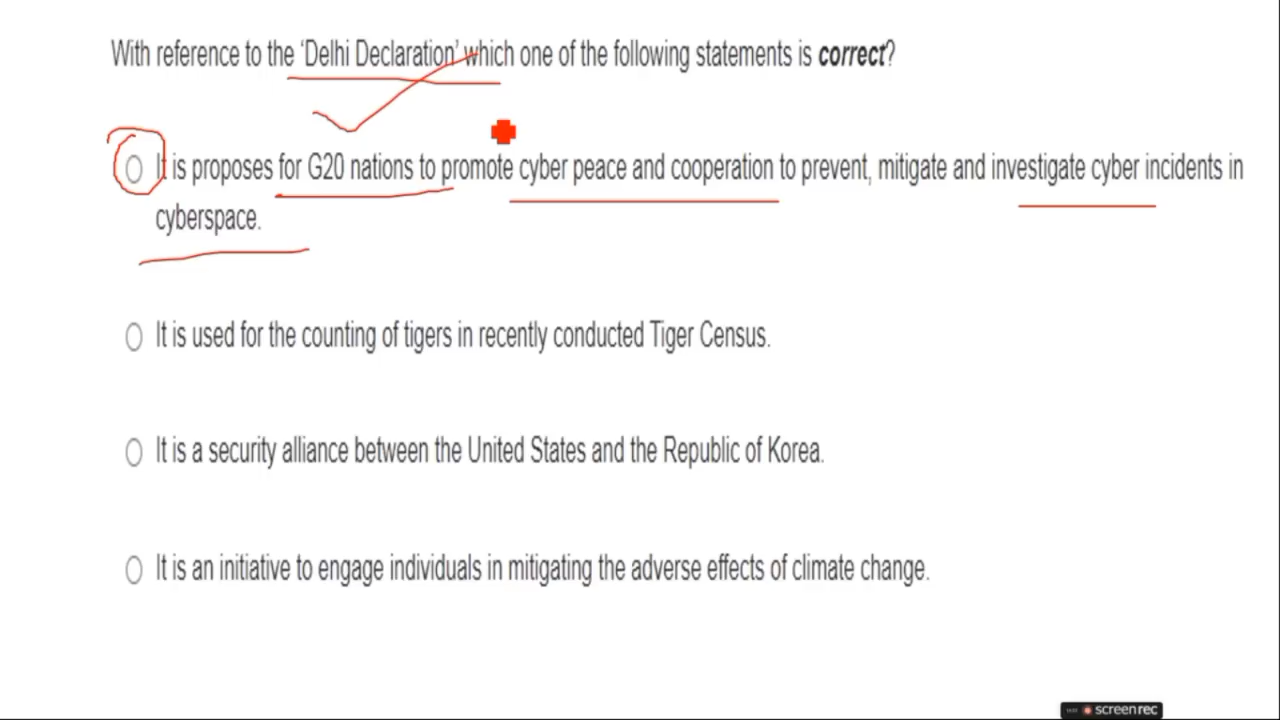 With reference to the ‘Delhi Declaration’ which one of the following statements is correct?
It is proposes for G20 nations to promote cyber peace and cooperation to prevent, mitigate and investigate cyber incidents in
cyberspace.
It is used for the counting of tigers in recently conducted Tiger Census.
It is a security alliance between the United States and the Republic of Korea.
It is an initiative to engage individuals in mitigating the adverse effects of climate change.
screenrec